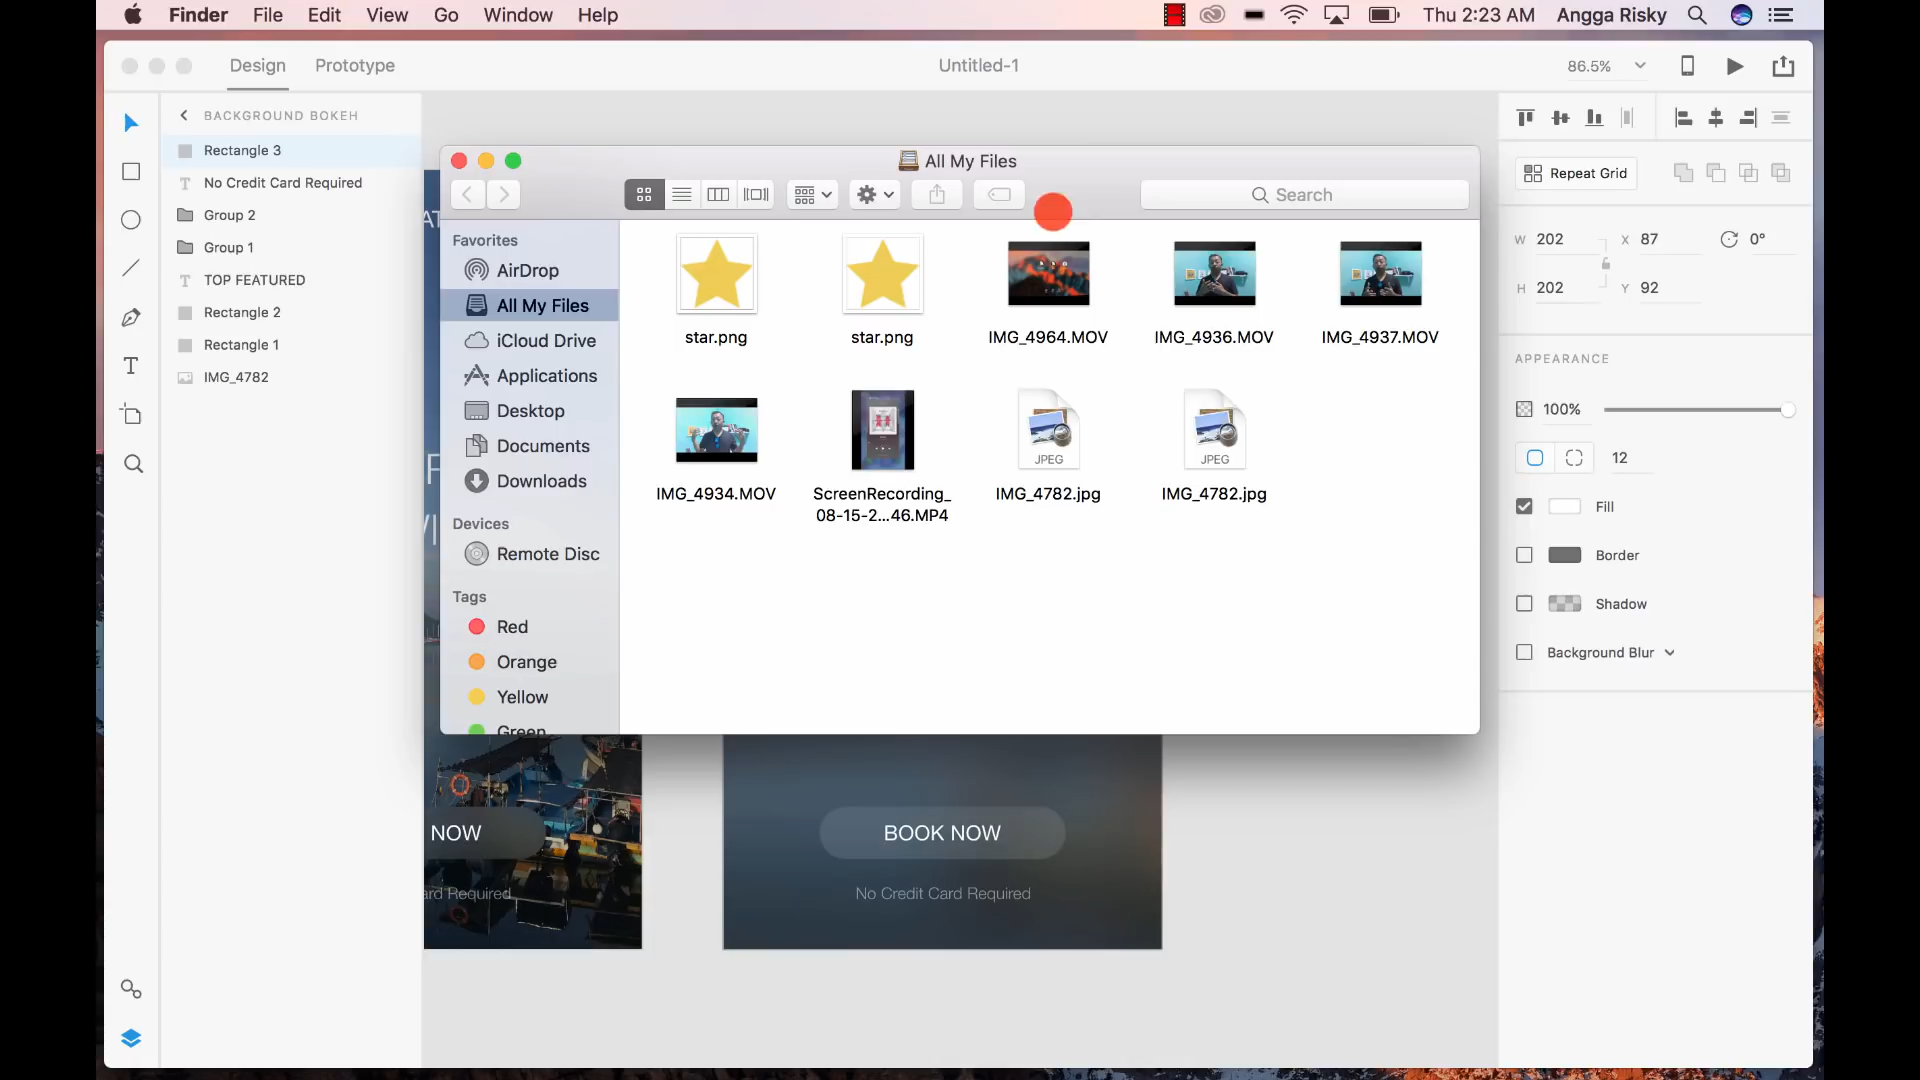 Finder File Edit View Go Window Help
Thu 2:23 AM Angga Risky
Design Prototype
Untitled-1
86.5%
BACKGROUND BOKEH
Rectangle 3
No Credit Card Required
Group 2
Group 1
TOP FEATURED
Rectangle 2
Rectangle 1
IMG_4782
All My Files
Search
Favorites
AirDrop
All My Files
iCloud Drive
Applications
Desktop
Documents
Downloads
Devices
Remote Disc
Tags
Red
Orange
Yellow
Green
star.png
star.png
IMG_4964.MOV
IMG_4936.MOV
IMG_4937.MOV
IMG_4934.MOV
ScreenRecording_
08-15-2...46.MP4
JPEG
IMG_4782.jpg
JPEG
IMG_4782.jpg
NOW
ard Required
BOOK NOW
No Credit Card Required
Repeat Grid
W 202 X 87 0°
H 202 Y 92
APPEARANCE
100%
12
Fill
Border
Shadow
Background Blur